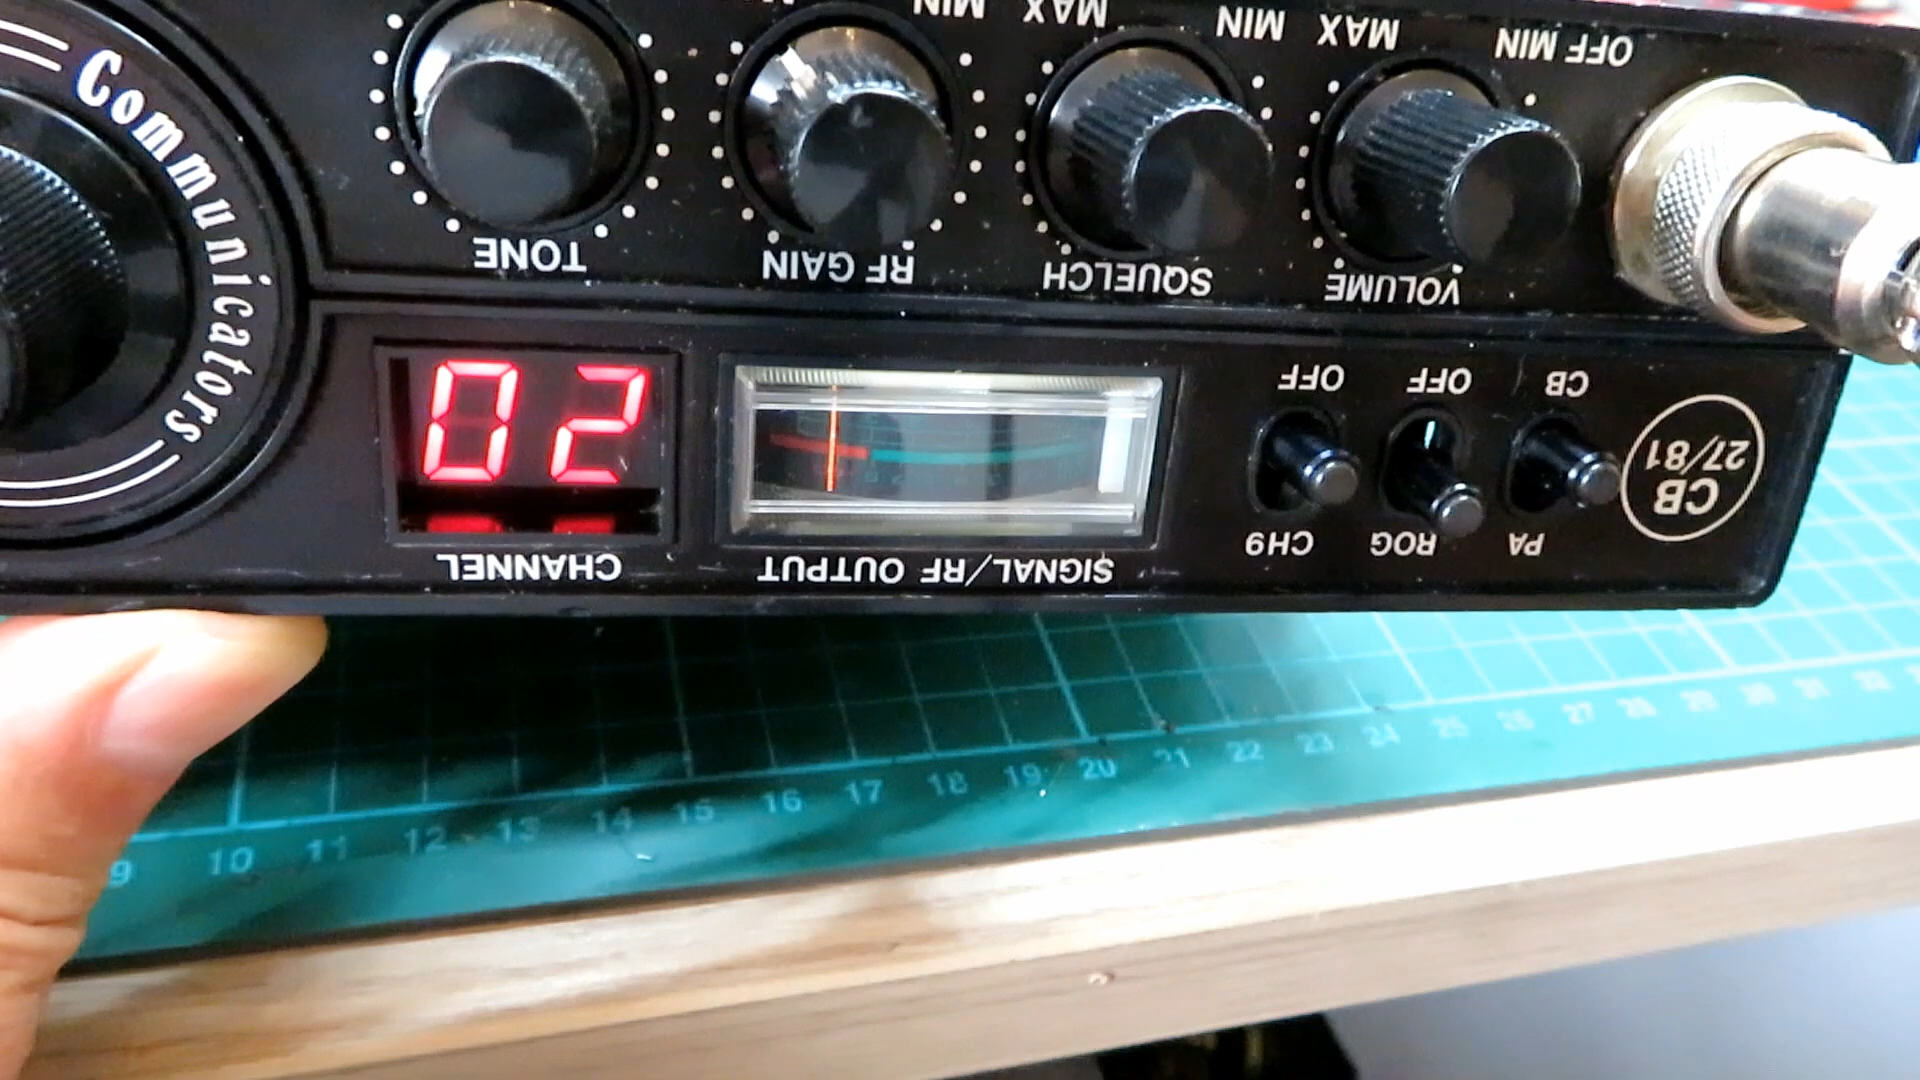 CB
27/81
PA ROG CH9
CB OFF OFF
SIGNAL/RF OUTPUT
CHANNEL
20
VOLUME SQUELCH RF GAIN TONE
OFF MIN MAX MIN MAX MIN
Communicators
9 10 11 12 13 14 15 16 17 18 19 20 21 22 23 24 25 26 27 28 29 30 31 32